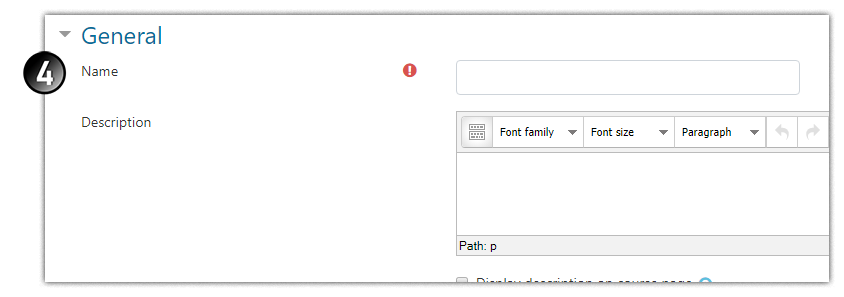 General
4
Name
Description
Font family Font size Paragraph
Path: p
Display description on course page